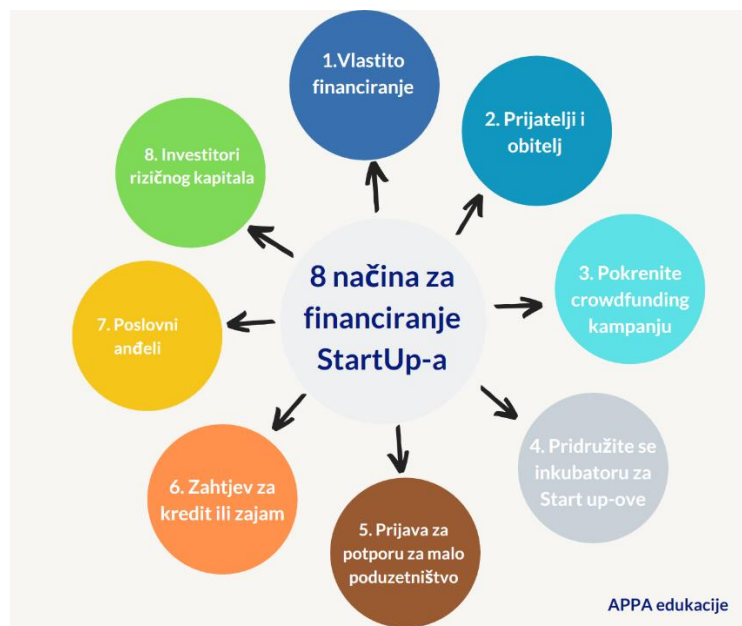 8 načina za
financiranje
StartUp-a
1.Vlastito
financiranje
2. Prijatelji i
obitelj
3. Pokrenite
crowdfunding
kampanju
4. Pridružite se
inkubatoru za
Start up-ove
5. Prijava za
potporu za malo
poduzetništvo
6. Zahtjev za
kredit ili zajam
7. Poslovni
anđeli
8. Investitori
rizičnog kapitala
APPA edukacije